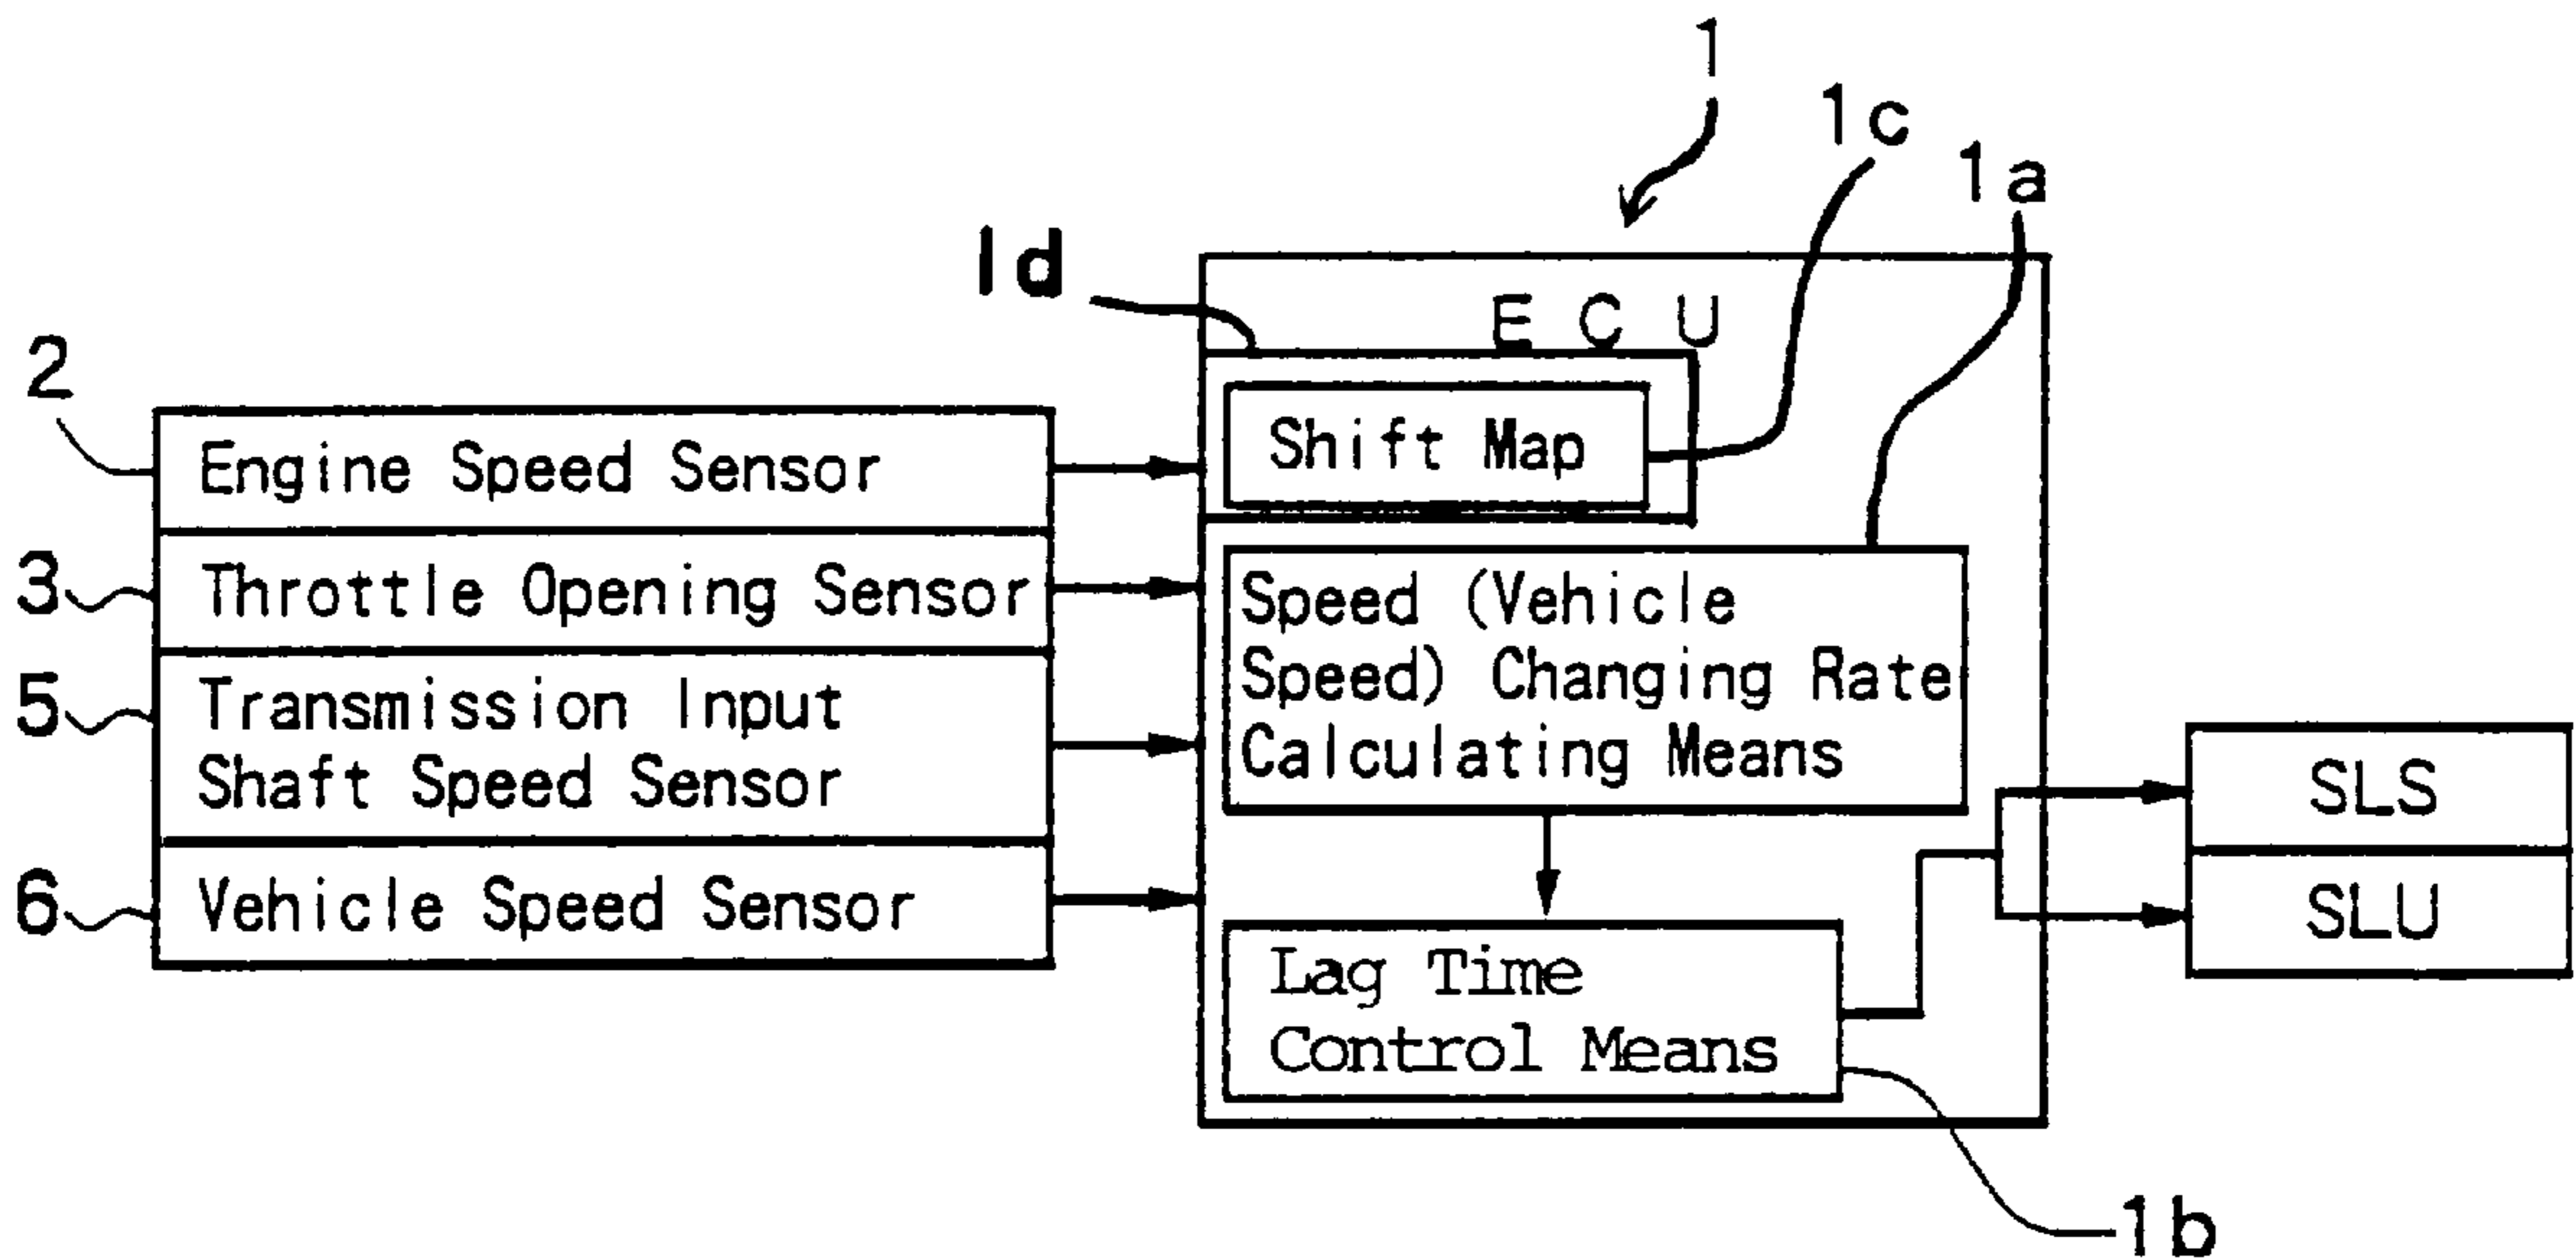 1
1c
1a
1d
E C U
2
Engine Speed Sensor
Shift Map
3
Throttle Opening Sensor
5
Transmission Input
Shaft Speed Sensor
6
Vehicle Speed Sensor
Speed (Vehicle
Speed) Changing Rate
Calculating Means
Lag Time
Control Means
SLS
SLU
1b